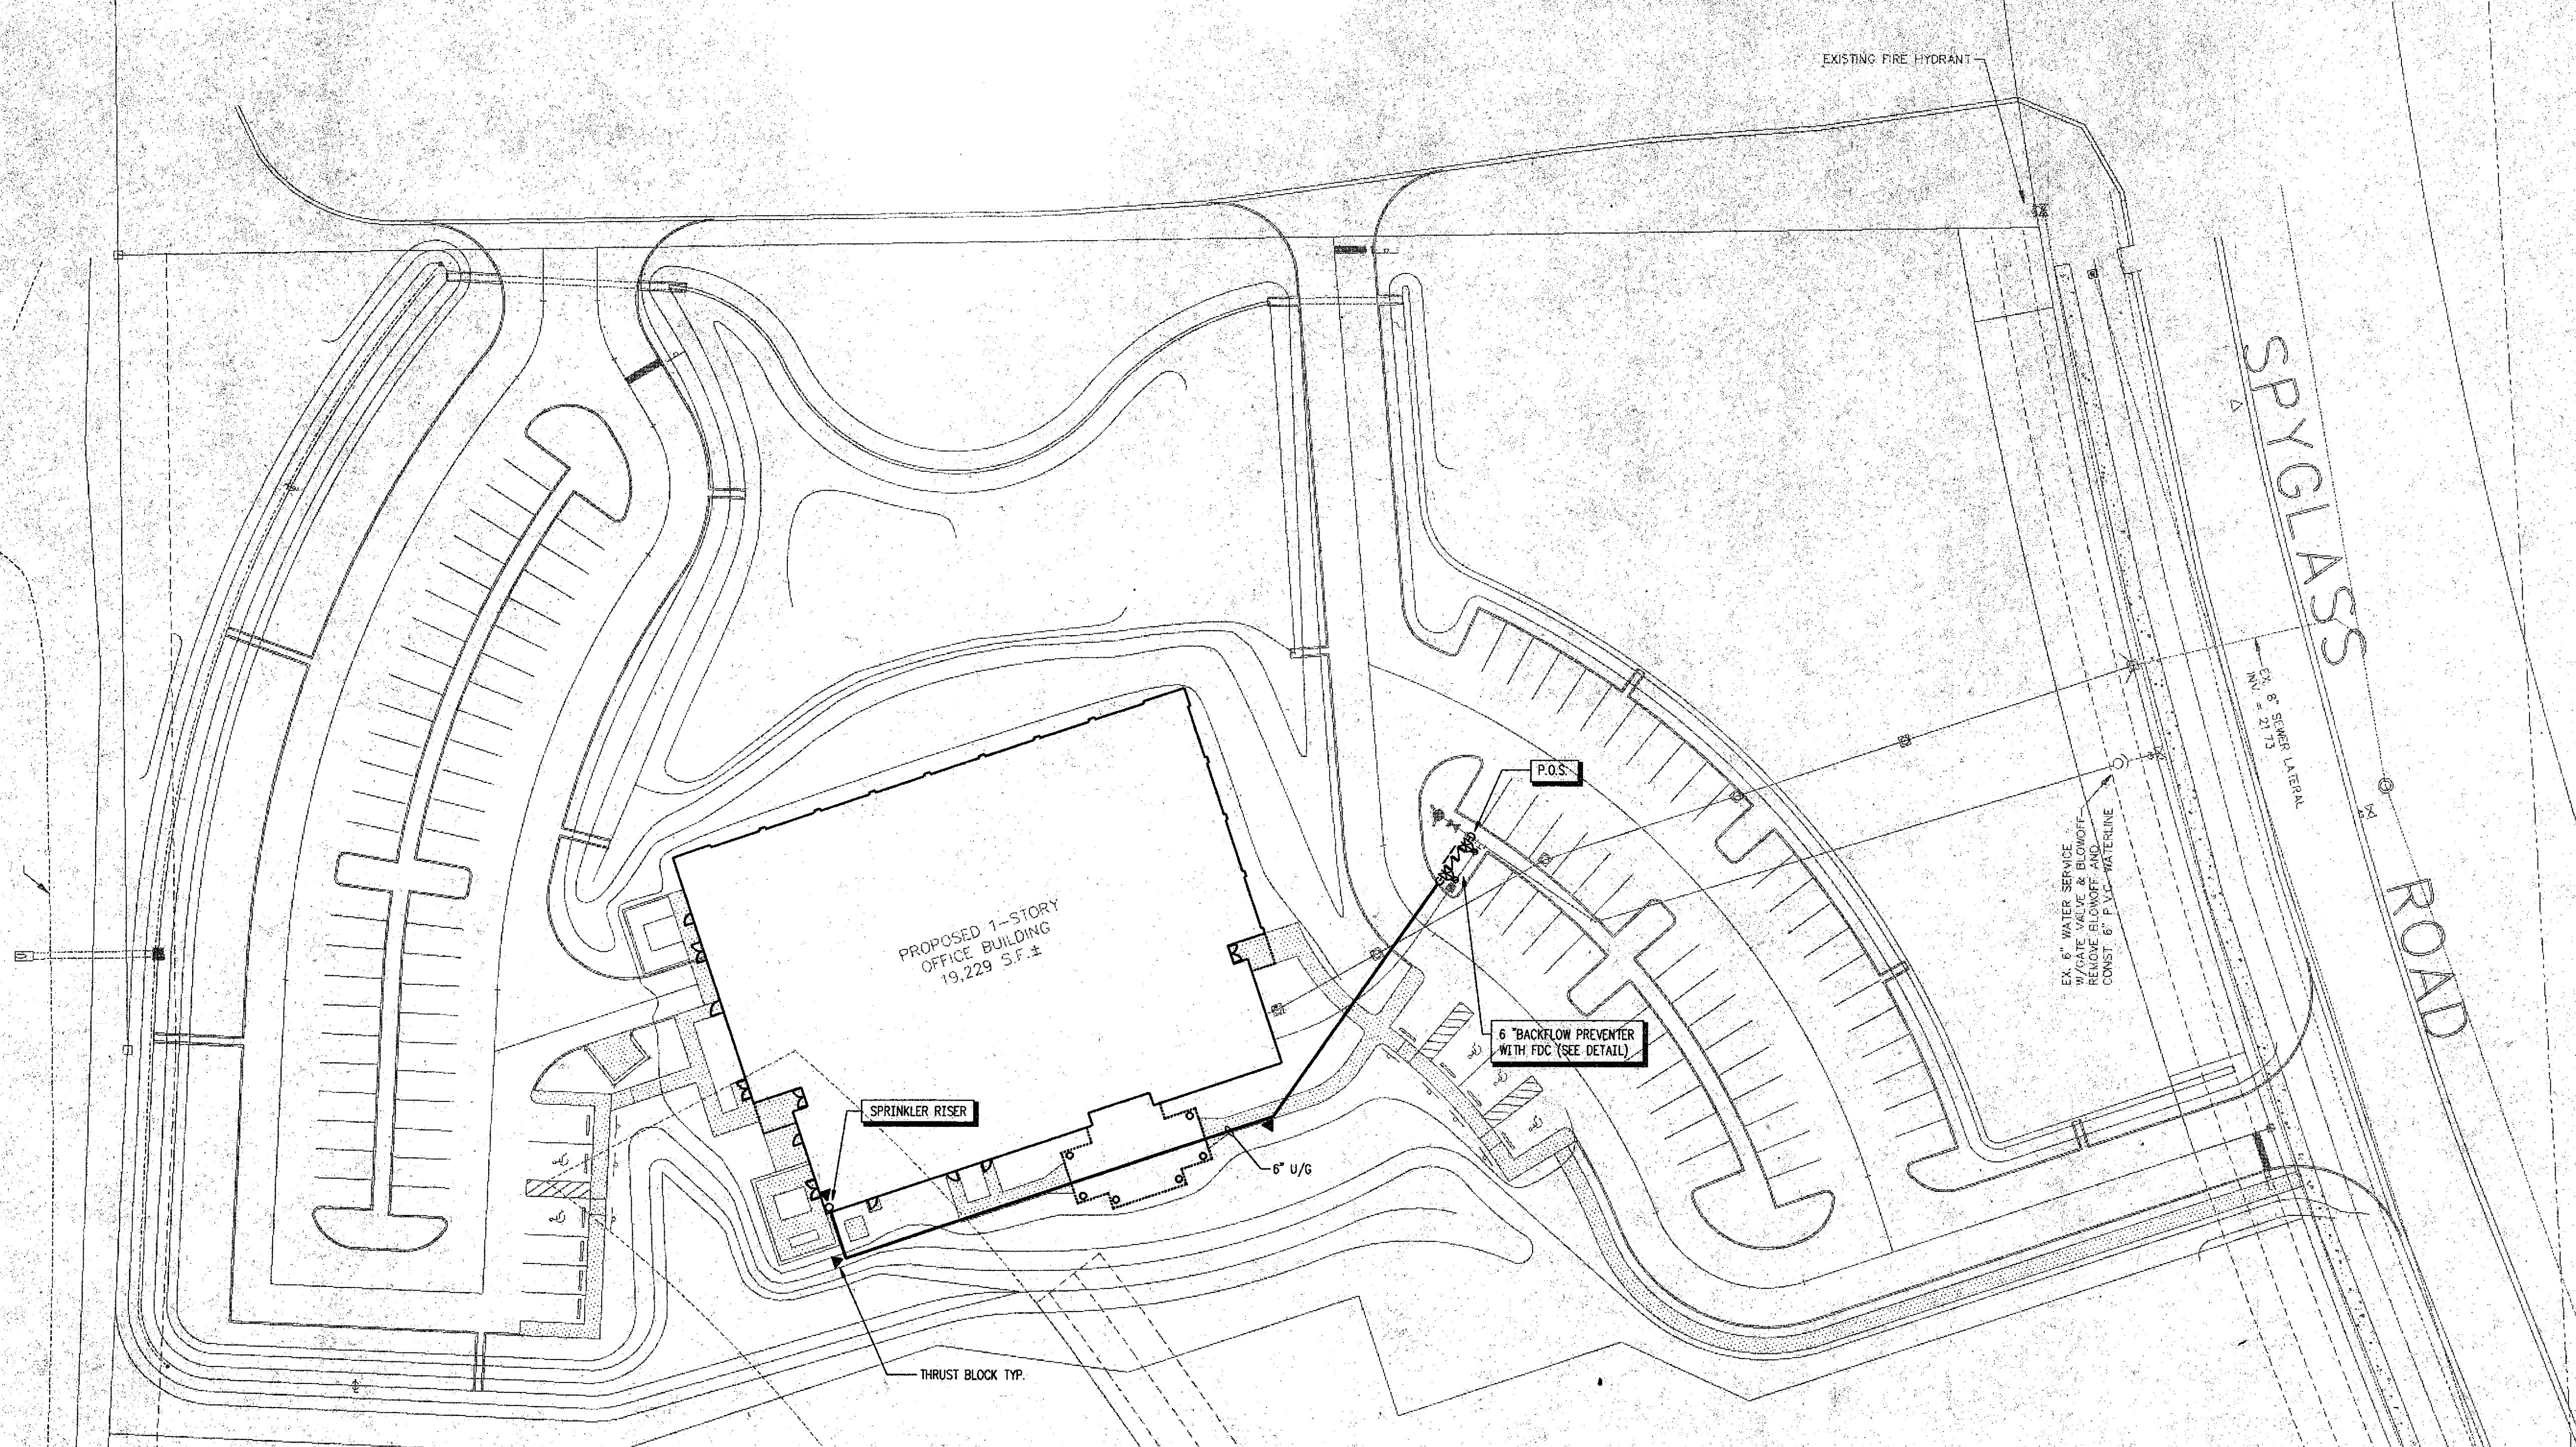 EXISTING FIRE HYDRANT
SPYGLASS ROAD
EX. 8" SEWER LATERAL
INV = 21.73
P.O.S.
EX. 6" WATER SERVICE
W/GATE VALVE & BLOWOFF
REMOVE BLOWOFF AND
CONST 6" P.V.C. WATERLINE
PROPOSED 1-STORY
OFFICE BUILDING
19,229 S.F.±
6 "BACKFLOW PREVENTER
WITH FDC (SEE DETAIL)
SPRINKLER RISER
6" U/G
THRUST BLOCK TYP.